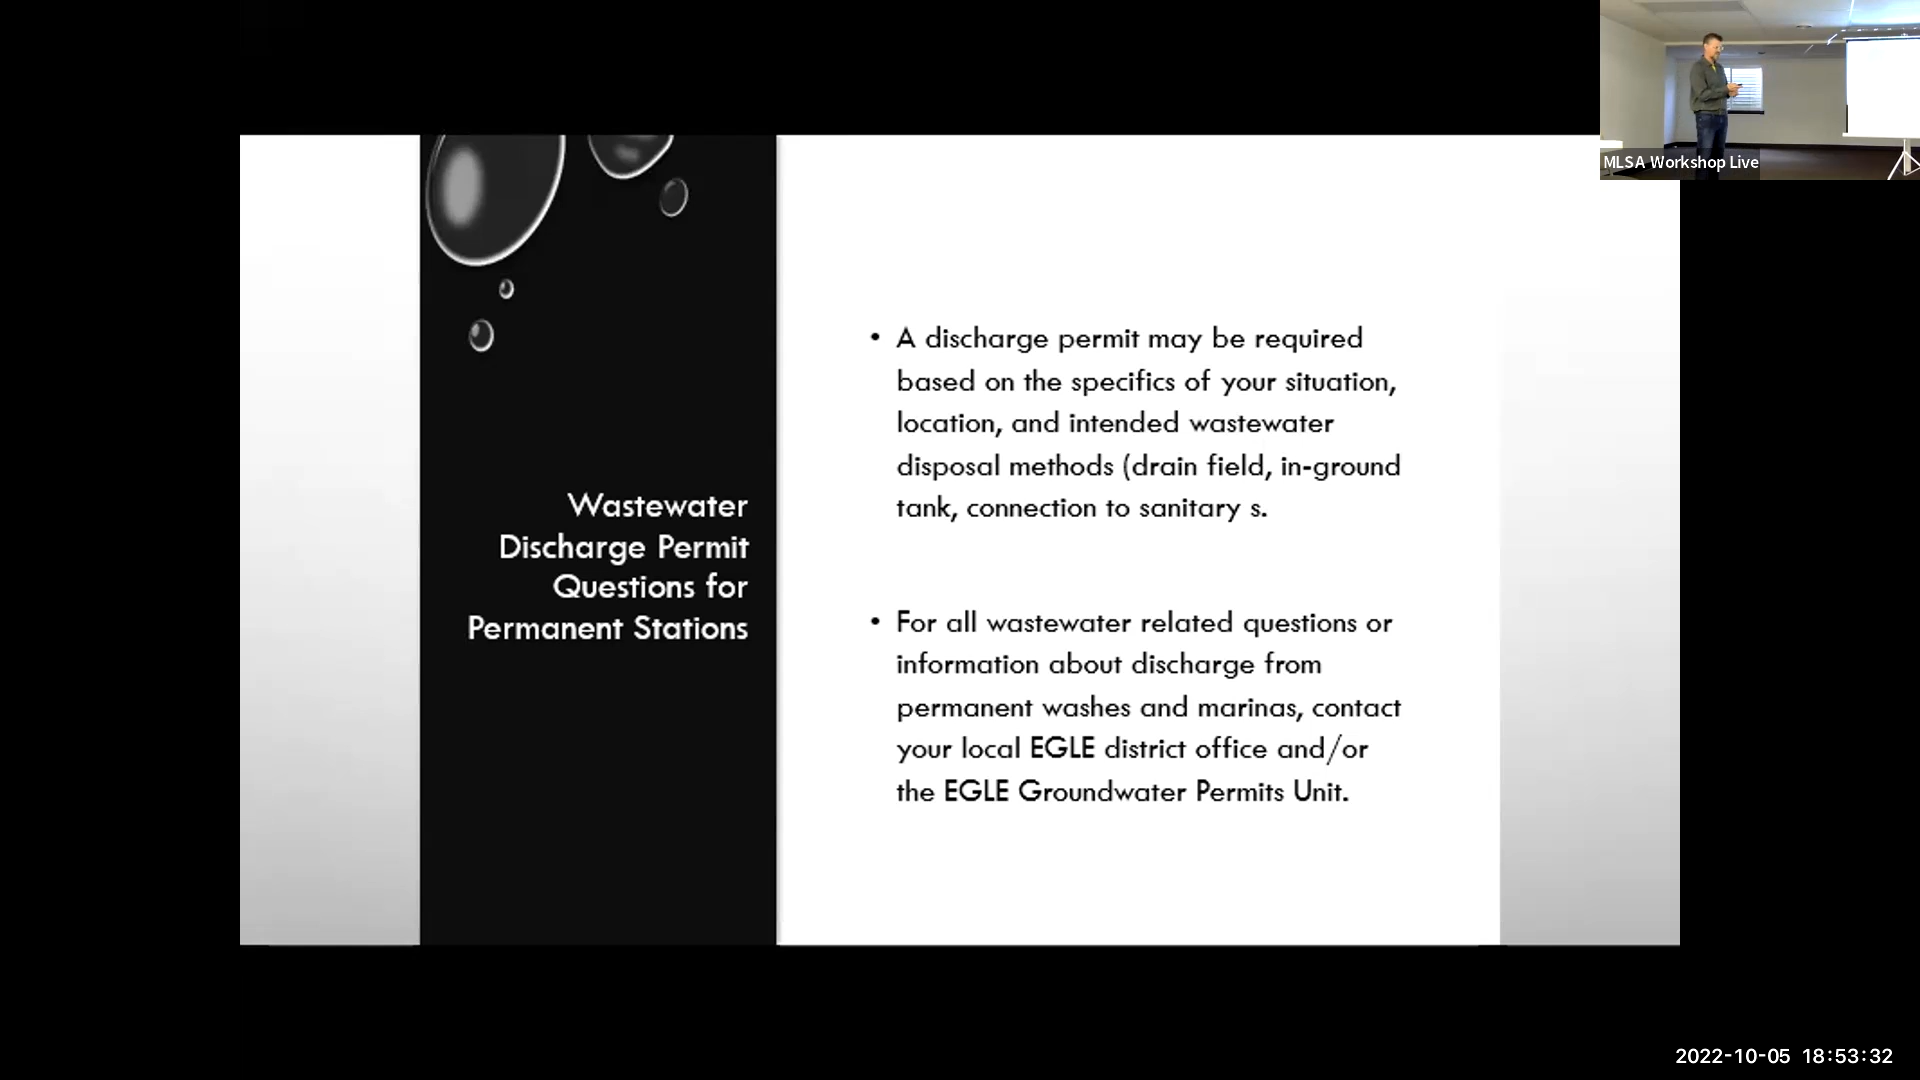 MLSA Workshop Live
Wastewater
Discharge Permit
Questions for
Permanent Stations
• A discharge permit may be required
based on the specifics of your situation,
location, and intended wastewater
disposal methods (drain field, in-ground
tank, connection to sanitary s.
• For all wastewater related questions or
information about discharge from
permanent washes and marinas, contact
your local EGLE district office and/or
the EGLE Groundwater Permits Unit.
2022-10-05 18:53:32